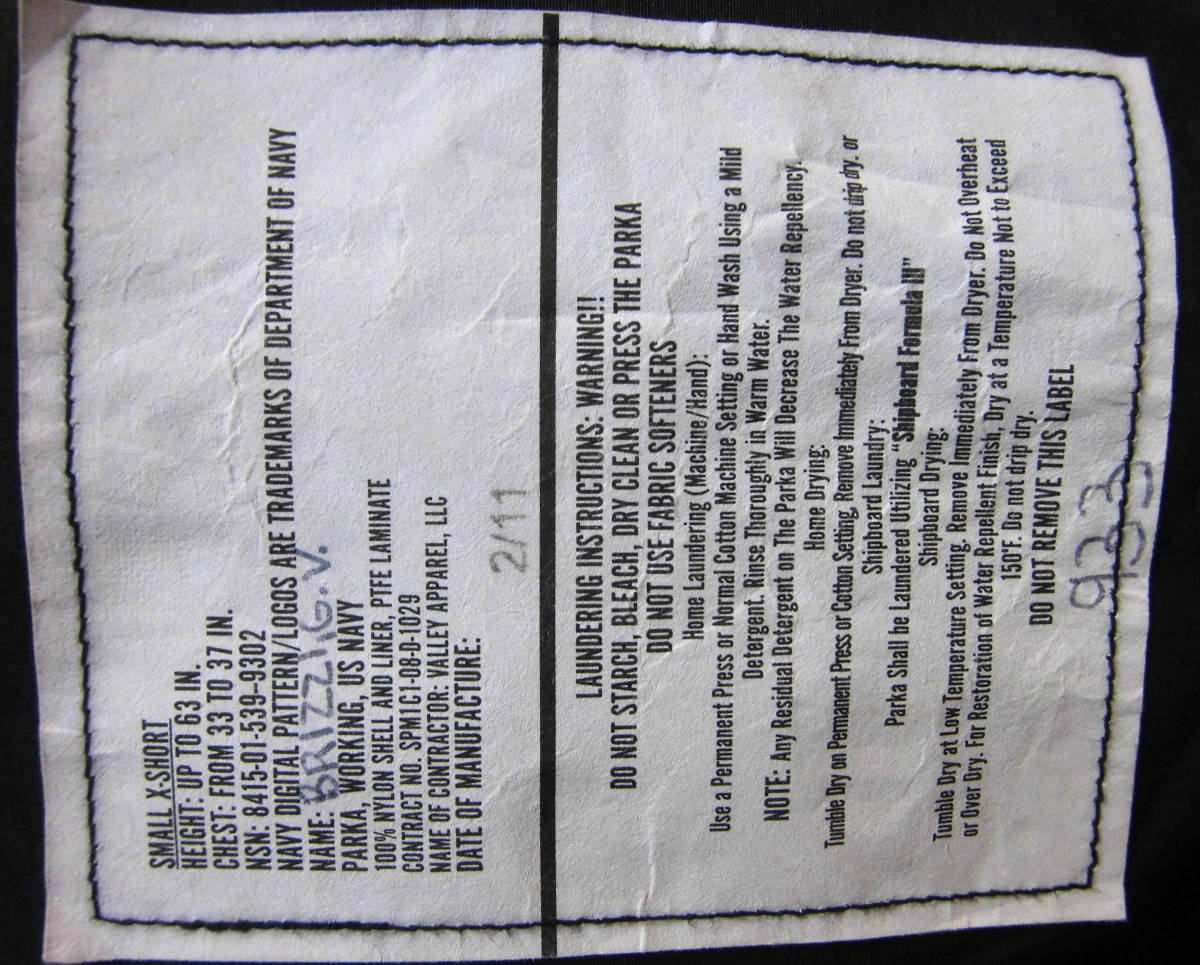 SMALL X-SHORT
HEIGHT: UP TO 63 IN.
CHEST: FROM 33 TO 37 IN.
NSN: 8415-01-539-9302
NAVY DIGITAL PATTERN/LOGOS ARE TRADEMARKS OF DEPARTMENT OF NAVY
NAME: BRIZZI G.V.
PARKA, WORKING, US NAVY
100% NYLON SHELL AND LINER, PTFE LAMINATE
CONTRACT NO. SPM1C1-08-D-1029
NAME OF CONTRACTOR: VALLEY APPAREL, LLC
DATE OF MANUFACTURE:
2/11
LAUNDERING INSTRUCTIONS: WARNING!!
DO NOT STARCH, BLEACH, DRY CLEAN OR PRESS THE PARKA
DO NOT USE FABRC SOFTENERS
Home Laundering (Machine/Hand):
Use a Permanent Press or Normal Cotton Machine Setting or Hand Wash Using a Mild
Detergent. Rinse Thoroughly in Warm Water.
NOTE: Any Residual Detergent on The Parka Will Decrease The Water Repellency.
Home Drying:
Tumble Dry on Permanent Press or Cotton Setting, Remove Immediately From Dryer. Do not drip dry. or
Shipboard Laundry:
Parka Shall be Laundered Utilizing "Shipboard Formula III"
Shipboard Drying:
Tumble Dry at Low Temperature Setting. Remove Immediately From Dryer. Do Not Overheat
or Over Dry. For Restoration of Water Repellent Finish, Dry at a Temperature Not to Exceed
150°F. Do not drip dry.
DO NOT REMOVE THIS LABEL
923